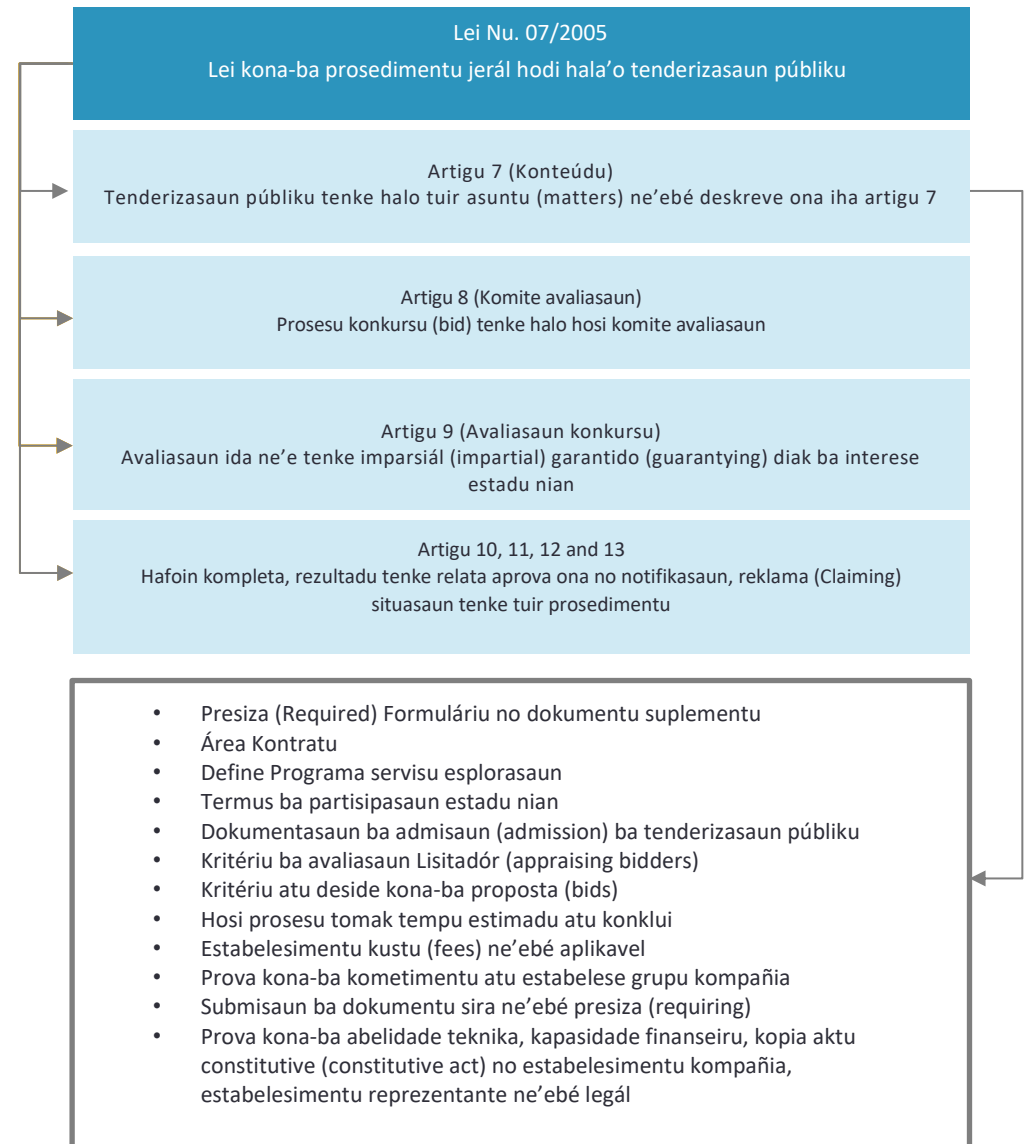 Lei Nu. 07/2005
Lei kona-ba prosedimentu jerál hodi hala’o tenderizasaun públiku
Artigu 7 (Konteúdu)
Tenderizasaun públiku tenke halo tuir asuntu (matters) ne’ebé deskreve ona iha artigu 7
Artigu 8 (Komite avaliasaun)
Prosesu konkursu (bid) tenke halo hosi komite avaliasaun
Artigu 9 (Avaliasaun konkursu)
Avaliasaun ida ne’e tenke imparsiál (impartial) garantido (guarantying) diak ba interese
estadu nian
Artigu 10, 11, 12 and 13
Hafoin kompleta, rezultadu tenke relata aprova ona no notifikasaun, reklama (Claiming)
situasaun tenke tuir prosedimentu
• Presiza (Required) Formuláriu no dokumentu suplementu
• Área Kontratu
• Define Programa servisu esplorasaun
• Termus ba partisipasaun estadu nian
• Dokumentasaun ba admisaun (admission) ba tenderizasaun públiku
• Kritériu ba avaliasaun Lisitadór (appraising bidders)
• Kritériu atu deside kona-ba proposta (bids)
• Hosi prosesu tomak tempu estimadu atu konklui
• Estabelesimentu kustu (fees) ne’ebé aplikavel
• Prova kona-ba kometimentu atu estabelese grupu kompañia
• Submisaun ba dokumentu sira ne’ebé presiza (requiring)
• Prova kona-ba abelidade teknika, kapasidade finanseiru, kopia aktu
constitutive (constitutive act) no estabelesimentu kompañia,
estabelesimentu reprezentante ne’ebé legál